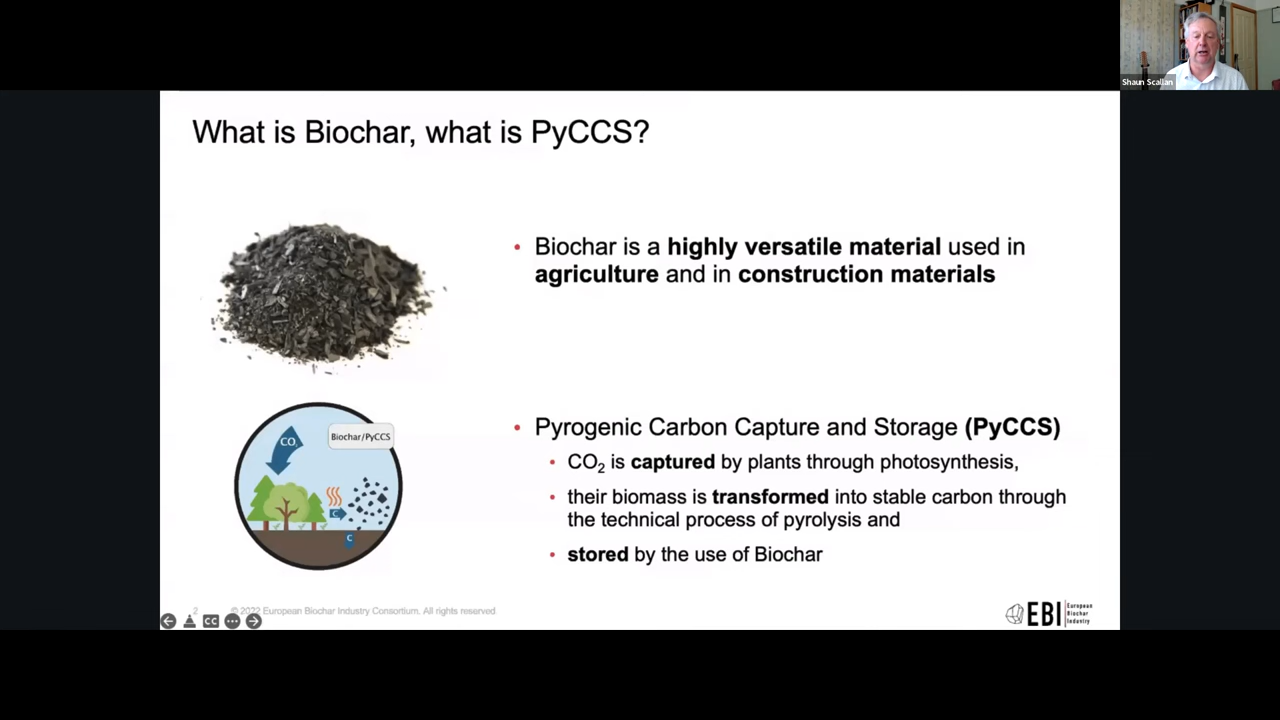 Shaun Scallan
What is Biochar, what is PyCCS?
• Biochar is a highly versatile material used in
agriculture and in construction materials
CO₂
Biochar/PyCCS
C
C
• Pyrogenic Carbon Capture and Storage (PyCCS)
• CO₂ is captured by plants through photosynthesis,
• their biomass is transformed into stable carbon through
the technical process of pyrolysis and
• stored by the use of Biochar
2 © 2022 European Biochar Industry Consortium. All rights reserved.
CC
EBI European
Biochar
Industry